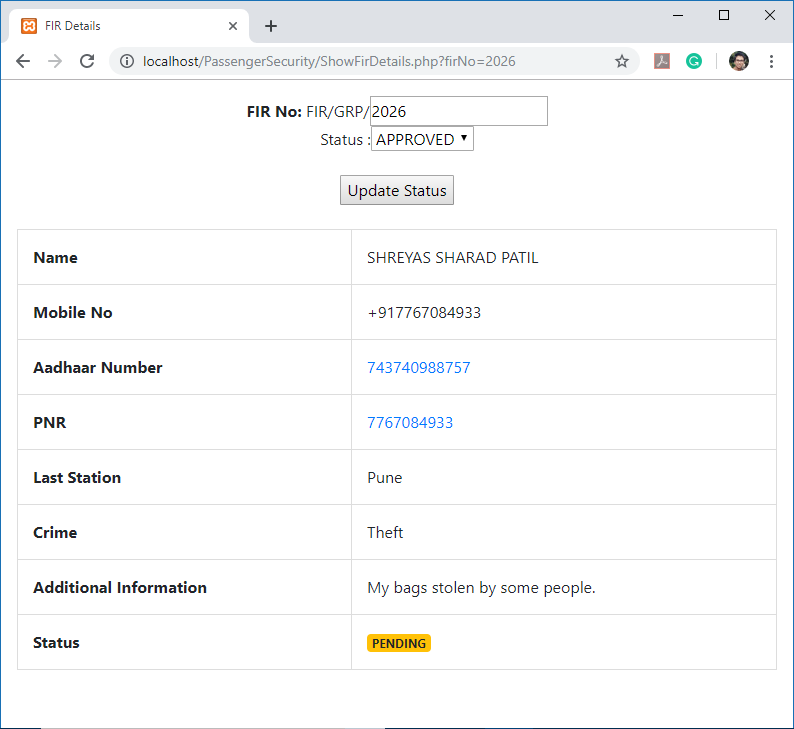 FIR Details
localhost/PassengerSecurity/ShowFirDetails.php?firNo=2026
FIR No: FIR/GRP/2026
Status : APPROVED
Update Status
Name SHREYAS SHARAD PATIL
Mobile No +917767084933
Aadhaar Number 743740988757
PNR 7767084933
Last Station Pune
Crime Theft
Additional Information My bags stolen by some people.
Status PENDING